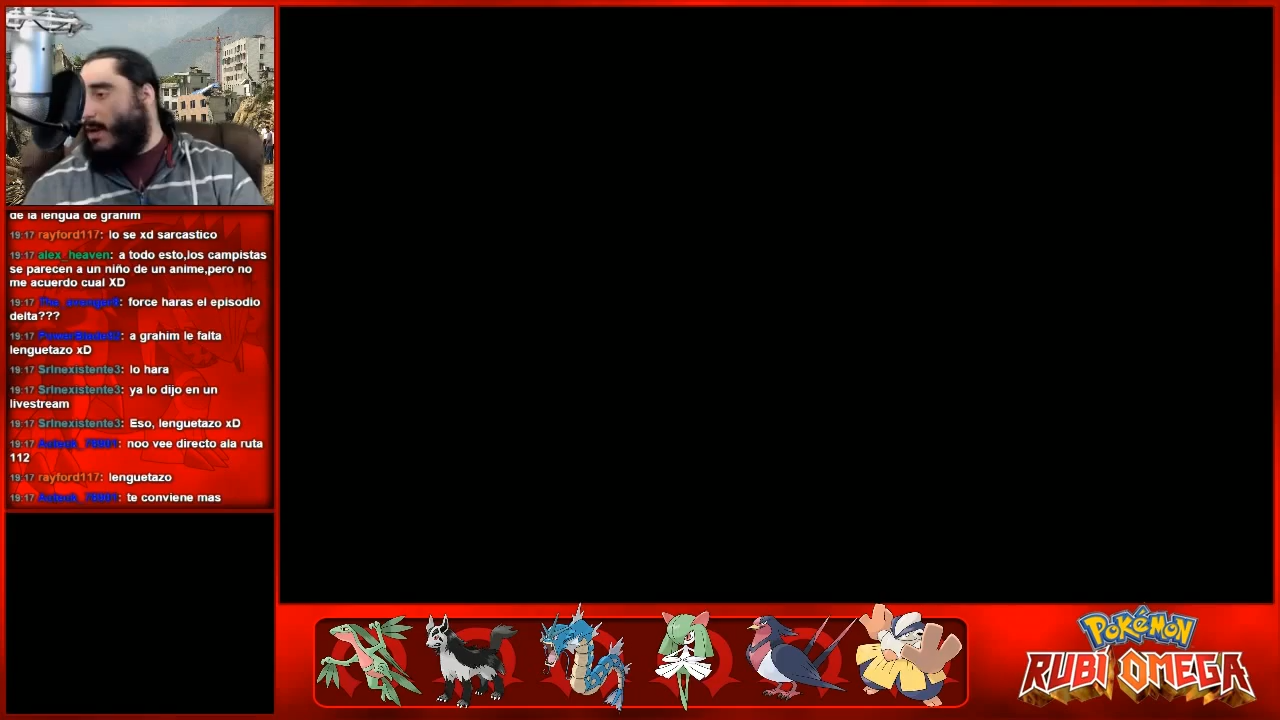 de la lengua de grahim
19:17 rayford117: lo se xd sarcastico
19:17 alex_heaven: a todo esto,los campistas
se parecen a un niño de un anime,pero no
me acuerdo cual XD
19:17 force haras el episodio
delta???
19:17 a grahim le falta
lenguetazo xD
19:17 SrInexistente3: lo hara
19:17 SrInexistente3: ya lo dijo en un
livestream
19:17 SrInexistente3: Eso, lenguetazo xD
19:17 noo vee directo ala ruta
112
19:17 rayford117: lenguetazo
19:17 te conviene mas
POKéMON
RUBI OMEGA